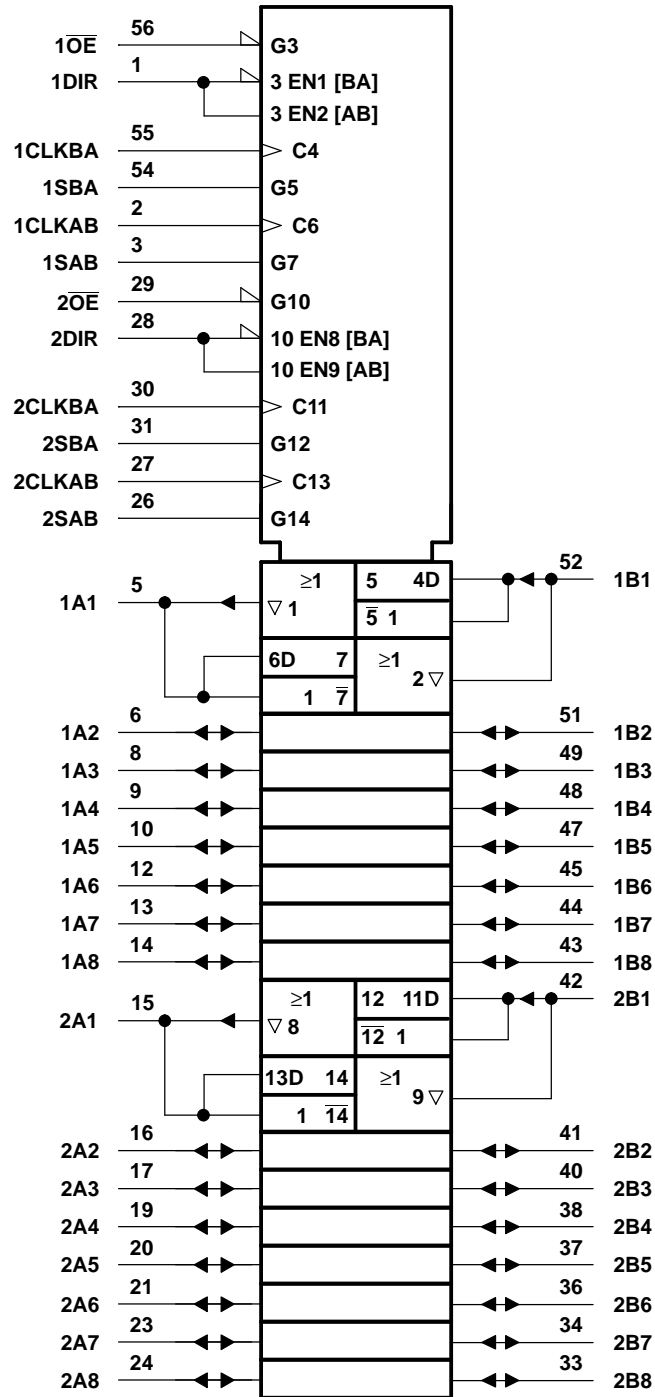 56
1O̅E̅ G3
1
1DIR 3 EN1 [BA]
3 EN2 [AB]
55
1CLKBA C4
54
1SBA G5
2
1CLKAB C6
3
1SAB G7
29
2O̅E̅ G10
28
2DIR 10 EN8 [BA]
10 EN9 [AB]
30
2CLKBA C11
31
2SBA G12
27
2CLKAB C13
26
2SAB G14
5 ≥1 5 4D 52
1A1 ▽ 1 5̅ 1 1B1
6D 7 ≥1
1 7̅ 2 ▽
6 51
1A2 1B2
8 49
1A3 1B3
9 48
1A4 1B4
10 47
1A5 1B5
12 45
1A6 1B6
13 44
1A7 1B7
14 43
1A8 1B8
15 ≥1 12 11D 42
2A1 ▽ 8 1̅2̅ 1 2B1
13D 14 ≥1
1 1̅4̅ 9 ▽
16 41
2A2 2B2
17 40
2A3 2B3
19 38
2A4 2B4
20 37
2A5 2B5
21 36
2A6 2B6
23 34
2A7 2B7
24 33
2A8 2B8